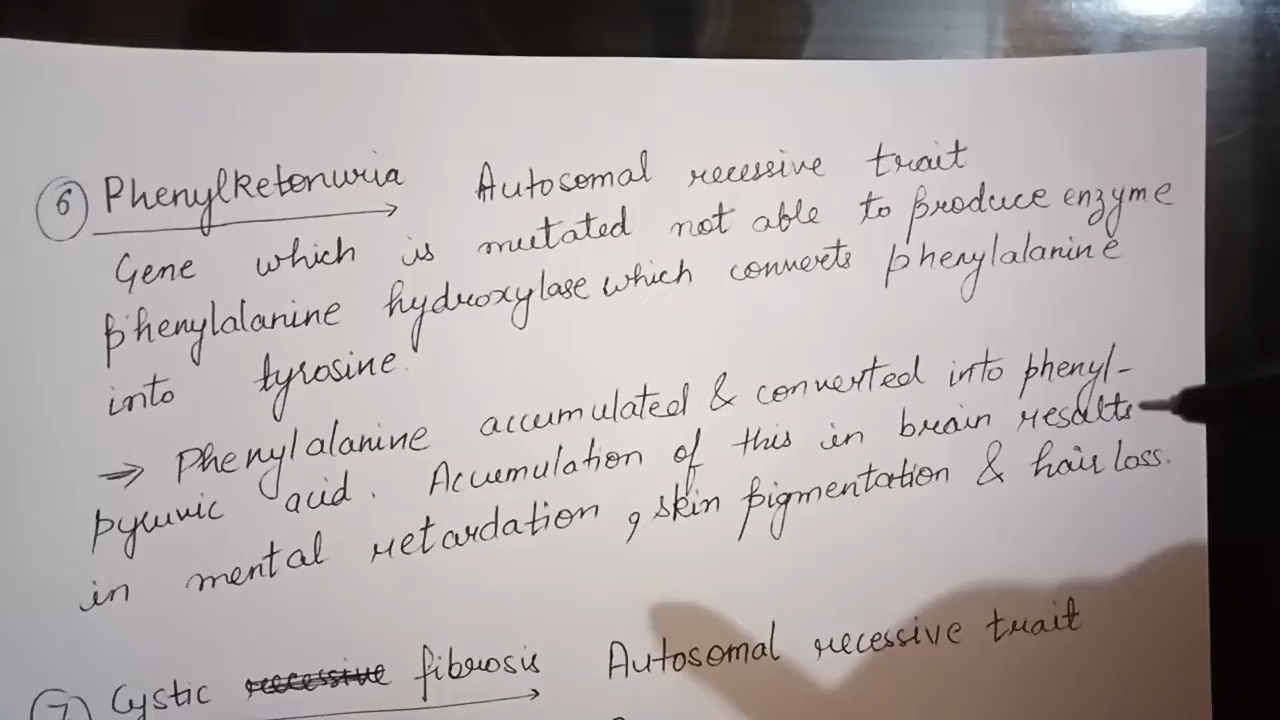 6 Phenylketonuria Autosomal recessive trait
Gene which is mutated not able to produce enzyme
phenylalanine hydroxylase which converts phenylalanine
into tyrosine.
⇒ Phenylalanine accumulated & converted into phenyl-
pyruvic acid. Accumulation of this in brain results
in mental retardation, skin pigmentation & hair loss.
7 Cystic recessive fibrosis Autosomal recessive trait